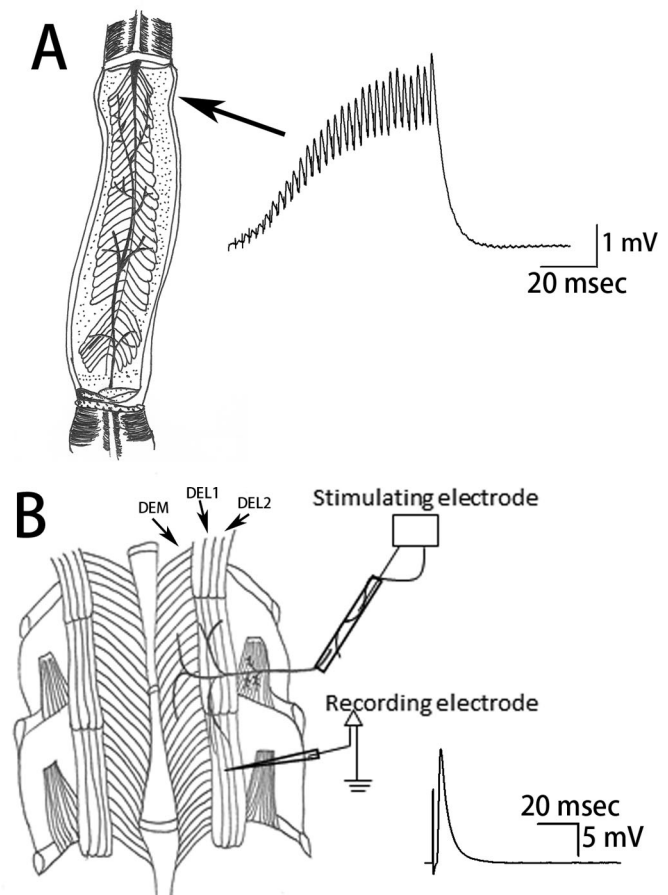 A
1 mV
20 msec
B
DEM
DEL1
DEL2
Stimulating electrode
Recording electrode
20 msec
5 mV